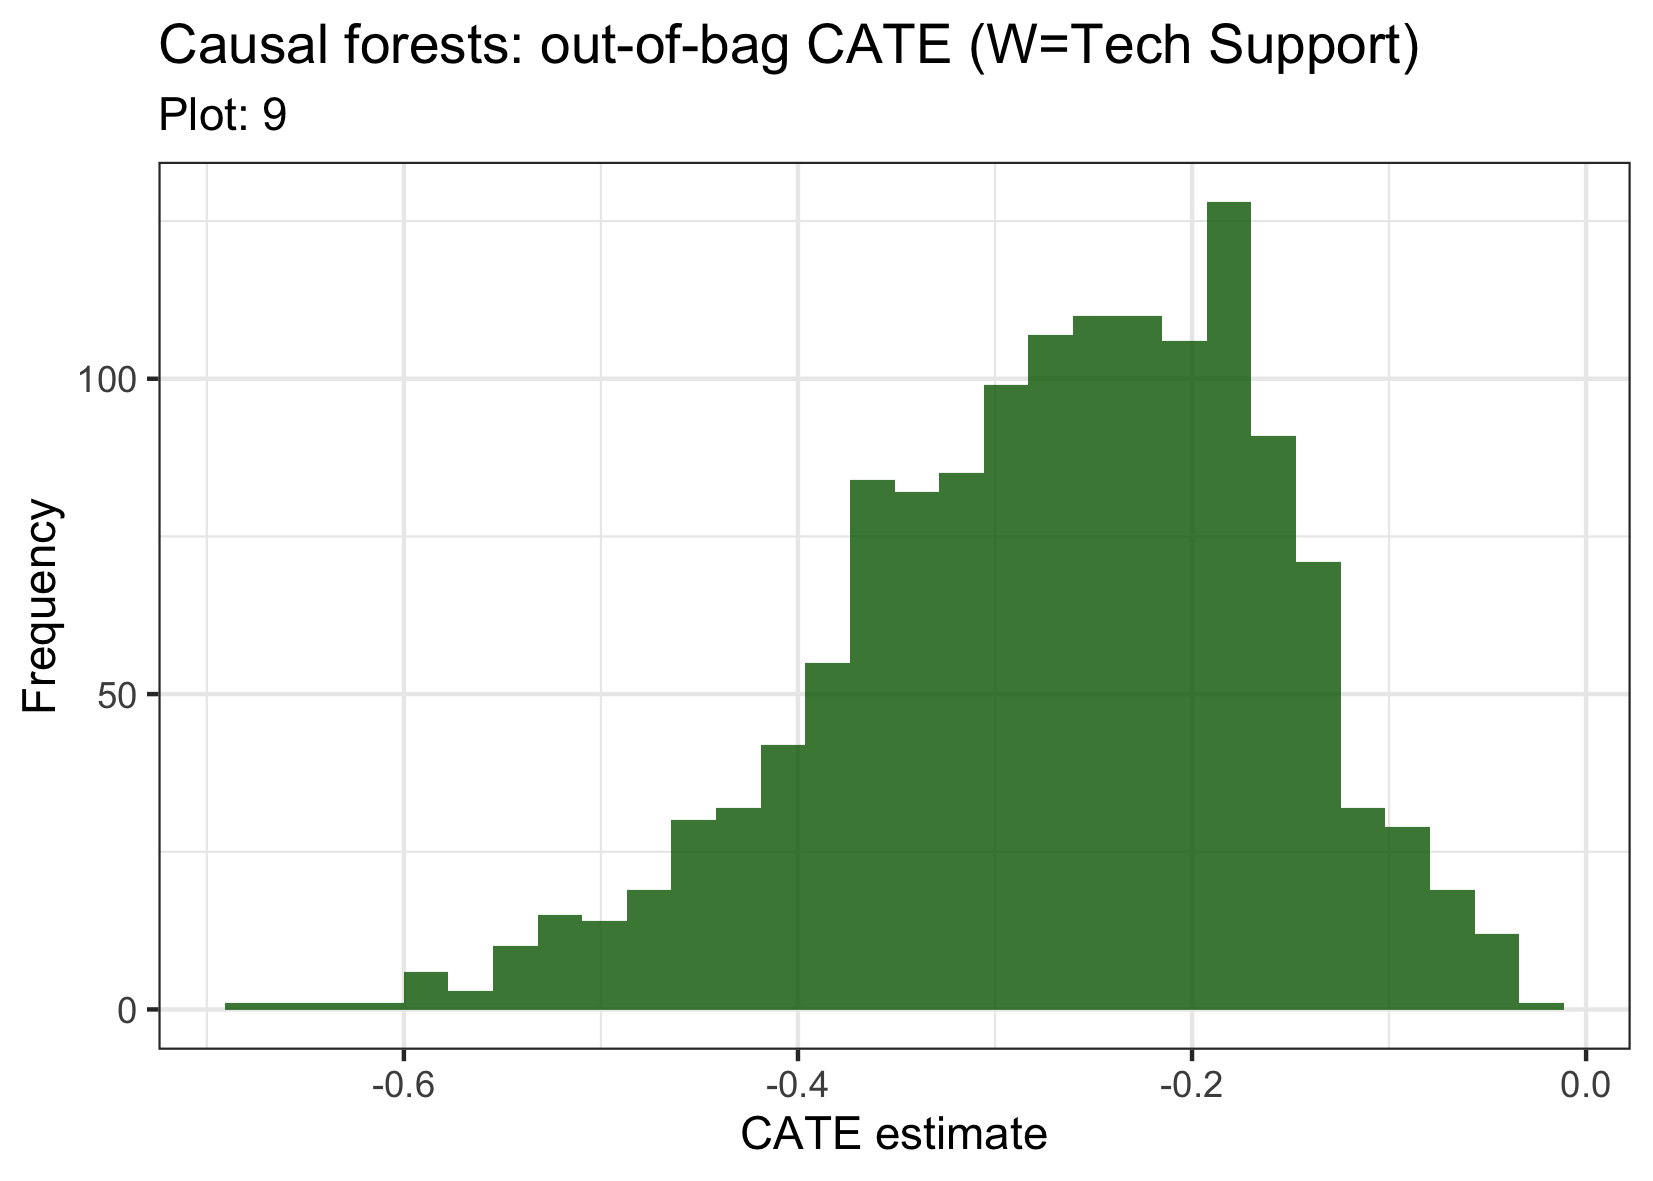 Causal forests: out-of-bag CATE (W=Tech Support)
Plot: 9
Frequency
100
50
0
-0.6
-0.4
-0.2
0.0
CATE estimate